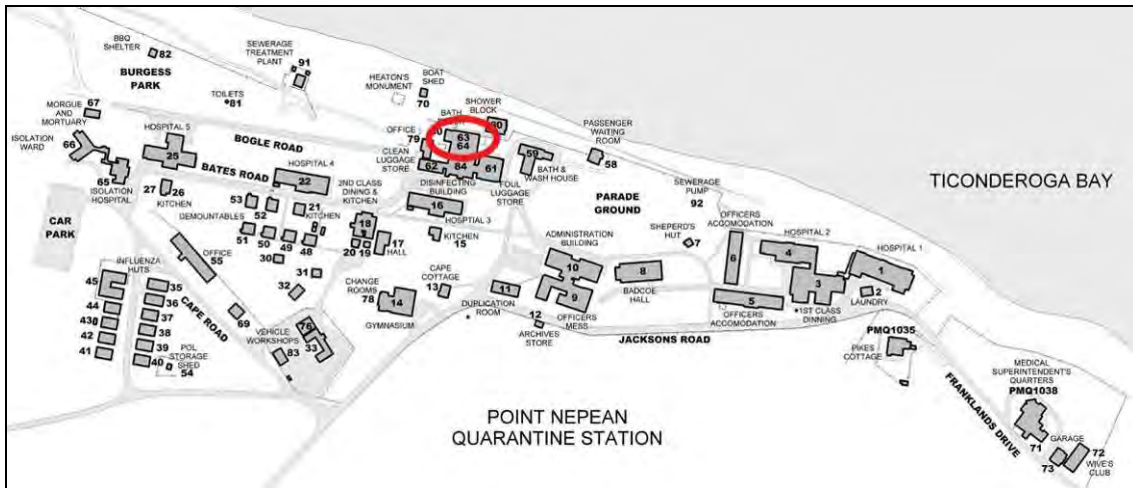 BBQ
SHELTER
82
BURGESS
PARK
SEWERAGE
TREATMENT
PLANT
91
TOILETS
81
HEATON'S
MONUMENT
BOAT
SHED
70
SHOWER
BLOCK
BATH
63
64
OFFICE
79
CLEAN
LUGGAGE
STORE
62
84
61
DISINFECTING
BUILDING
FOUL
LUGGAGE
STORE
59
BATH &
WASH HOUSE
PASSENGER
WAITING
ROOM
58
67
MORGUE
AND
MORTUARY
ISOLATION
WARD
66
65
ISOLATION
HOSPITAL
HOSPITAL 5
25
BOGLE ROAD
BATES ROAD
27
26
KITCHEN
HOSPITAL 4
22
21
KITCHEN
53
52
DEMOUNTABLES
51
50
49
48
30
31
32
2ND CLASS
DINING &
KITCHEN
18
20
19
17
HALL
16
HOSPTIAL 3
KITCHEN
15
PARADE
GROUND
SEWERAGE
PUMP
92
SHEPERD'S
HUT
7
OFFICERS
ACCOMODATION
6
HOSPITAL 2
4
HOSPITAL 1
1
2
LAUNDRY
3
1ST CLASS
DINNING
5
OFFICERS
ACCOMODATION
ADMINISTRATION
BUILDING
10
9
OFFICERS
MESS
8
BADCOE
HALL
11
DUPLICATION
ROOM
12
ARCHIVES
STORE
CAPE
COTTAGE
13
CHANGE
ROOMS
78
14
GYMNASIUM
CAR
PARK
OFFICE
55
INFLUENZA
HUTS
45
44
43
42
41
35
36
37
38
39
40
POL
STORAGE
SHED
54
CAPE ROAD
69
VEHICLE
WORKSHOPS
83
76
33
JACKSONS ROAD
PMQ1035
PIKES
COTTAGE
FRANKLANDS DRIVE
MEDICAL
SUPERINTENDENT'S
QUARTERS
PMQ1038
71
GARAGE
73
72
WIVE'S
CLUB
TICONDEROGA BAY
POINT NEPEAN
QUARANTINE STATION